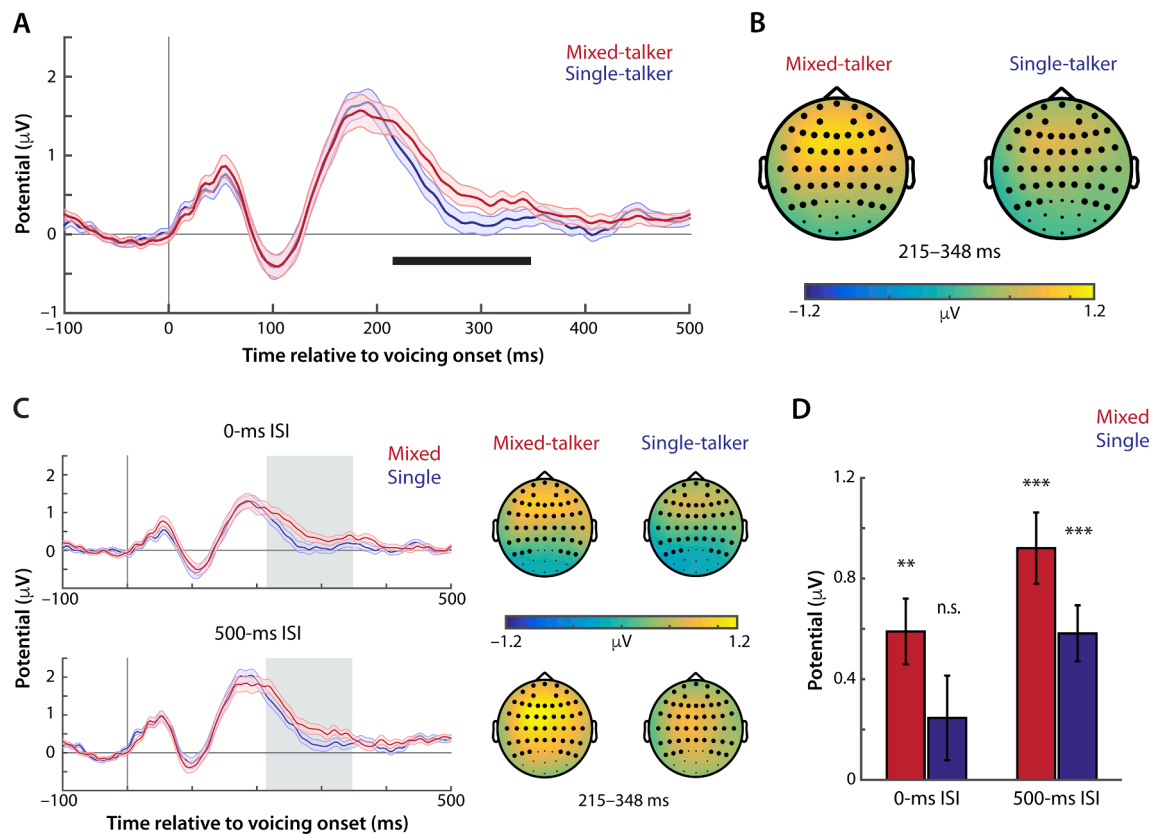 A
Mixed-talker
Single-talker
Potential (μV)
2
1
0
−1
−100
0
100
200
300
400
500
Time relative to voicing onset (ms)
B
Mixed-talker
Single-talker
215–348 ms
−1.2
μV
1.2
C
0-ms ISI
Mixed
Single
2
1
0
−100
500
500-ms ISI
2
1
0
−100
500
Potential (μV)
Time relative to voicing onset (ms)
Mixed-talker
Single-talker
−1.2
μV
1.2
215–348 ms
D
Mixed
Single
Potential (μV)
1.2
0.8
0.4
0
**
n.s.
***
***
0-ms ISI
500-ms ISI